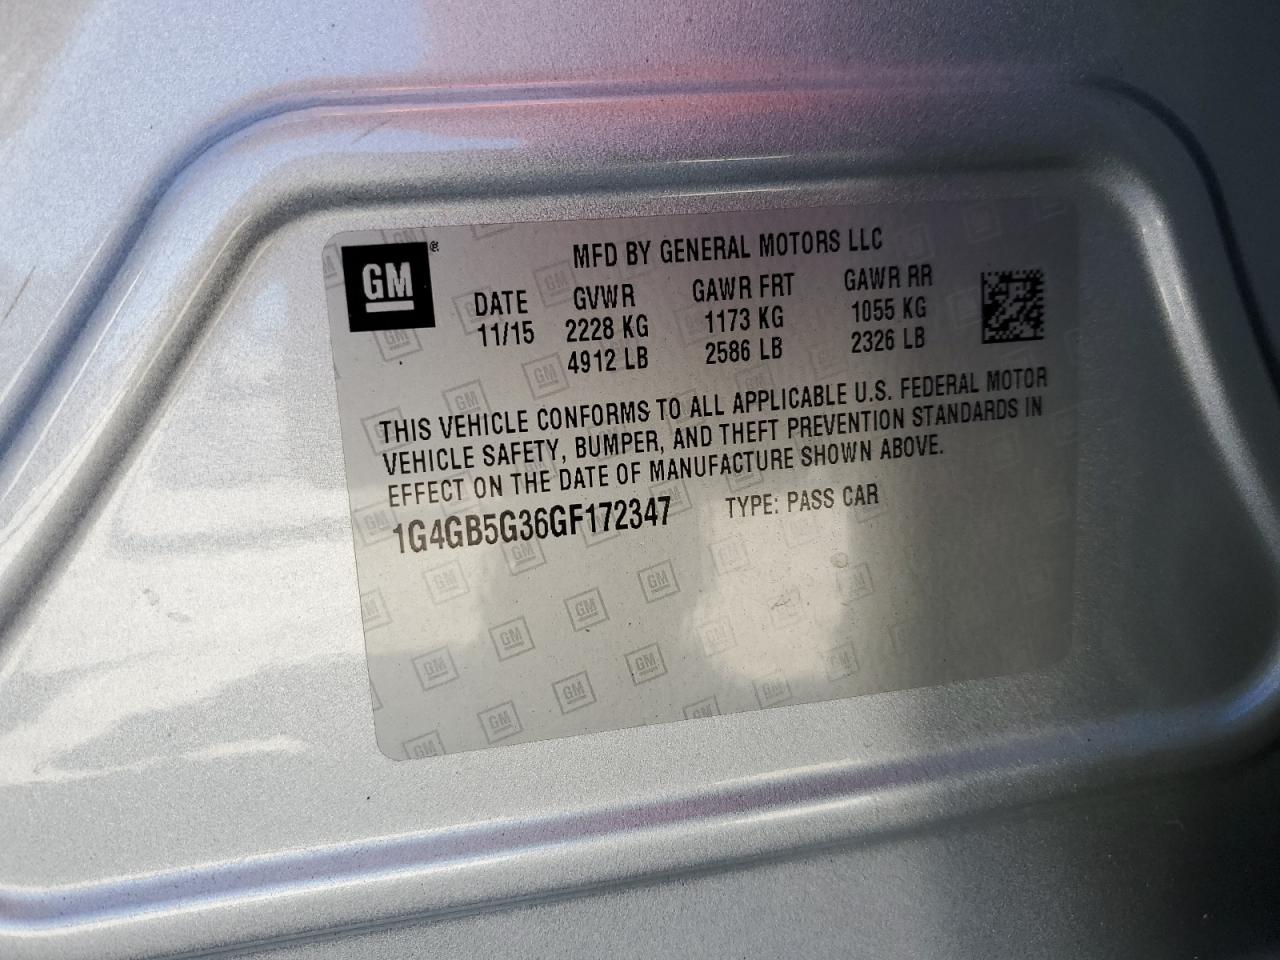 GM®
MFD BY GENERAL MOTORS LLC
DATE GVWR GAWR FRT GAWR RR
11/15 2228 KG 1173 KG 1055 KG
4912 LB 2586 LB 2326 LB
THIS VEHICLE CONFORMS TO ALL APPLICABLE U.S. FEDERAL MOTOR
VEHICLE SAFETY, BUMPER, AND THEFT PREVENTION STANDARDS IN
EFFECT ON THE DATE OF MANUFACTURE SHOWN ABOVE.
1G4GB5G36GF172347 TYPE: PASS CAR